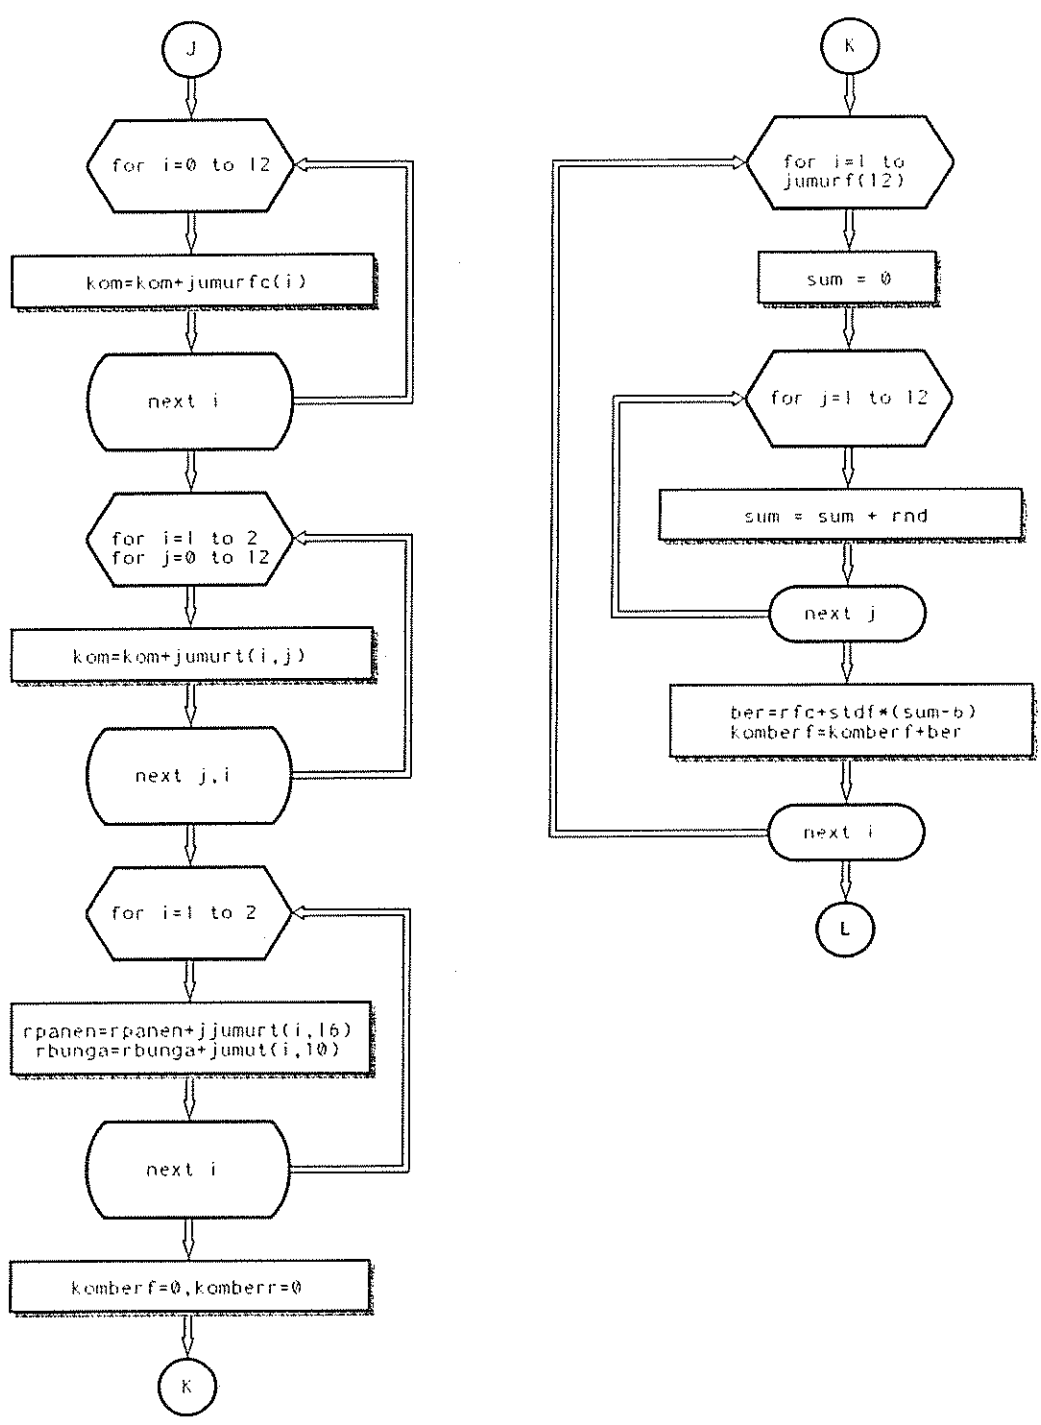 J
for i=0 to 12
kom=kom+jumurfc(i)
next i
for i=1 to 2
for j=0 to 12
kom=kom+jumurt(i,j)
next j,i
for i=1 to 2
rpanen=rpanen+jjumurt(i,16)
rbunga=rbunga+jumut(i,10)
next i
komberf=0,komberr=0
K
K
for i=1 to
jumurf(12)
sum = 0
for j=1 to 12
sum = sum + rnd
next j
ber=rfc+stdf*(sum-6)
komberf=komberf+ber
next i
L